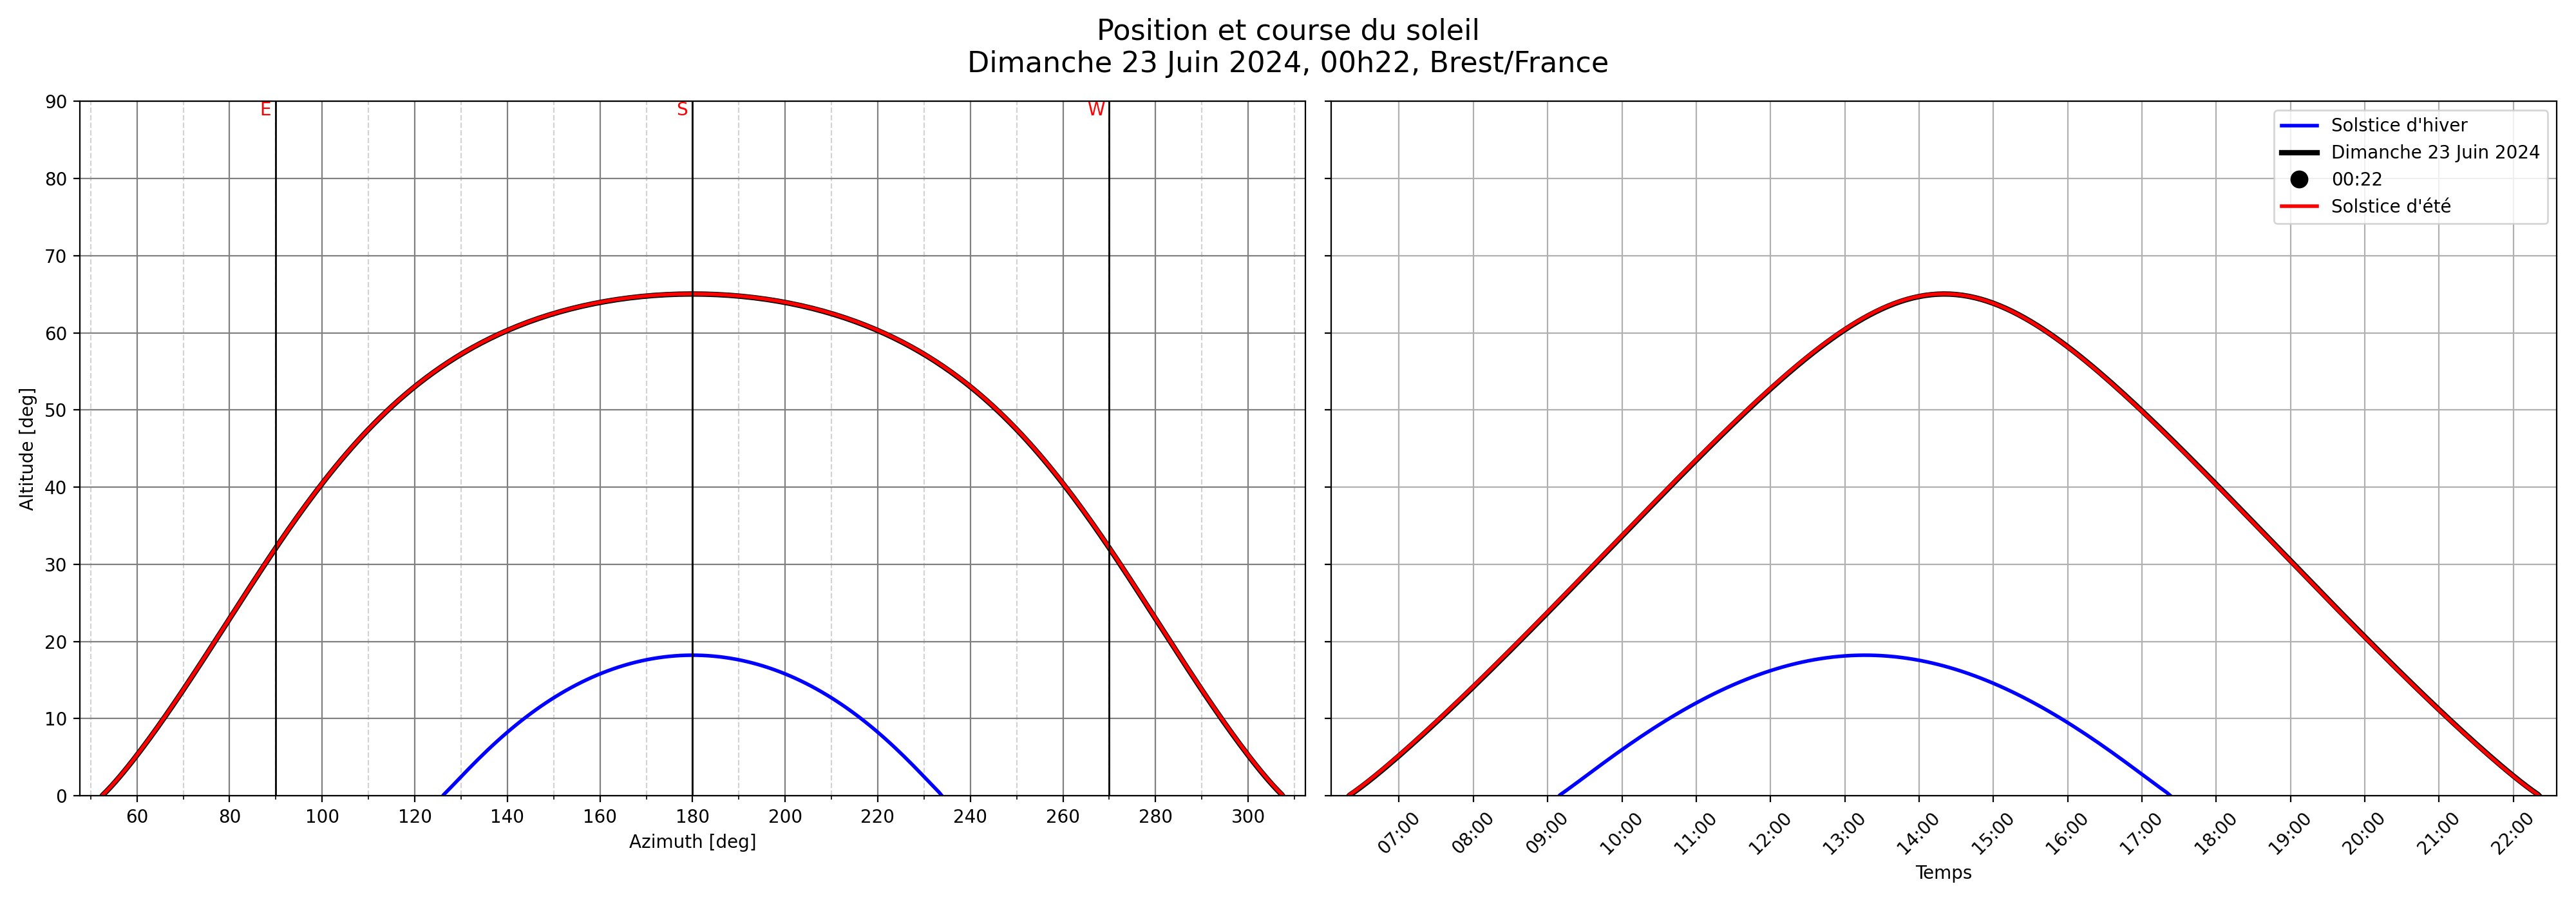 Position et course du soleil
Dimanche 23 Juin 2024, 00h22, Brest/France
E
S
W
90
80
70
60
50
40
30
20
10
0
Altitude [deg]
60 80 100 120 140 160 180 200 220 240 260 280 300
Azimuth [deg]
Solstice d'hiver
Dimanche 23 Juin 2024
00:22
Solstice d'été
07:00 08:00 09:00 10:00 11:00 12:00 13:00 14:00 15:00 16:00 17:00 18:00 19:00 20:00 21:00 22:00
Temps